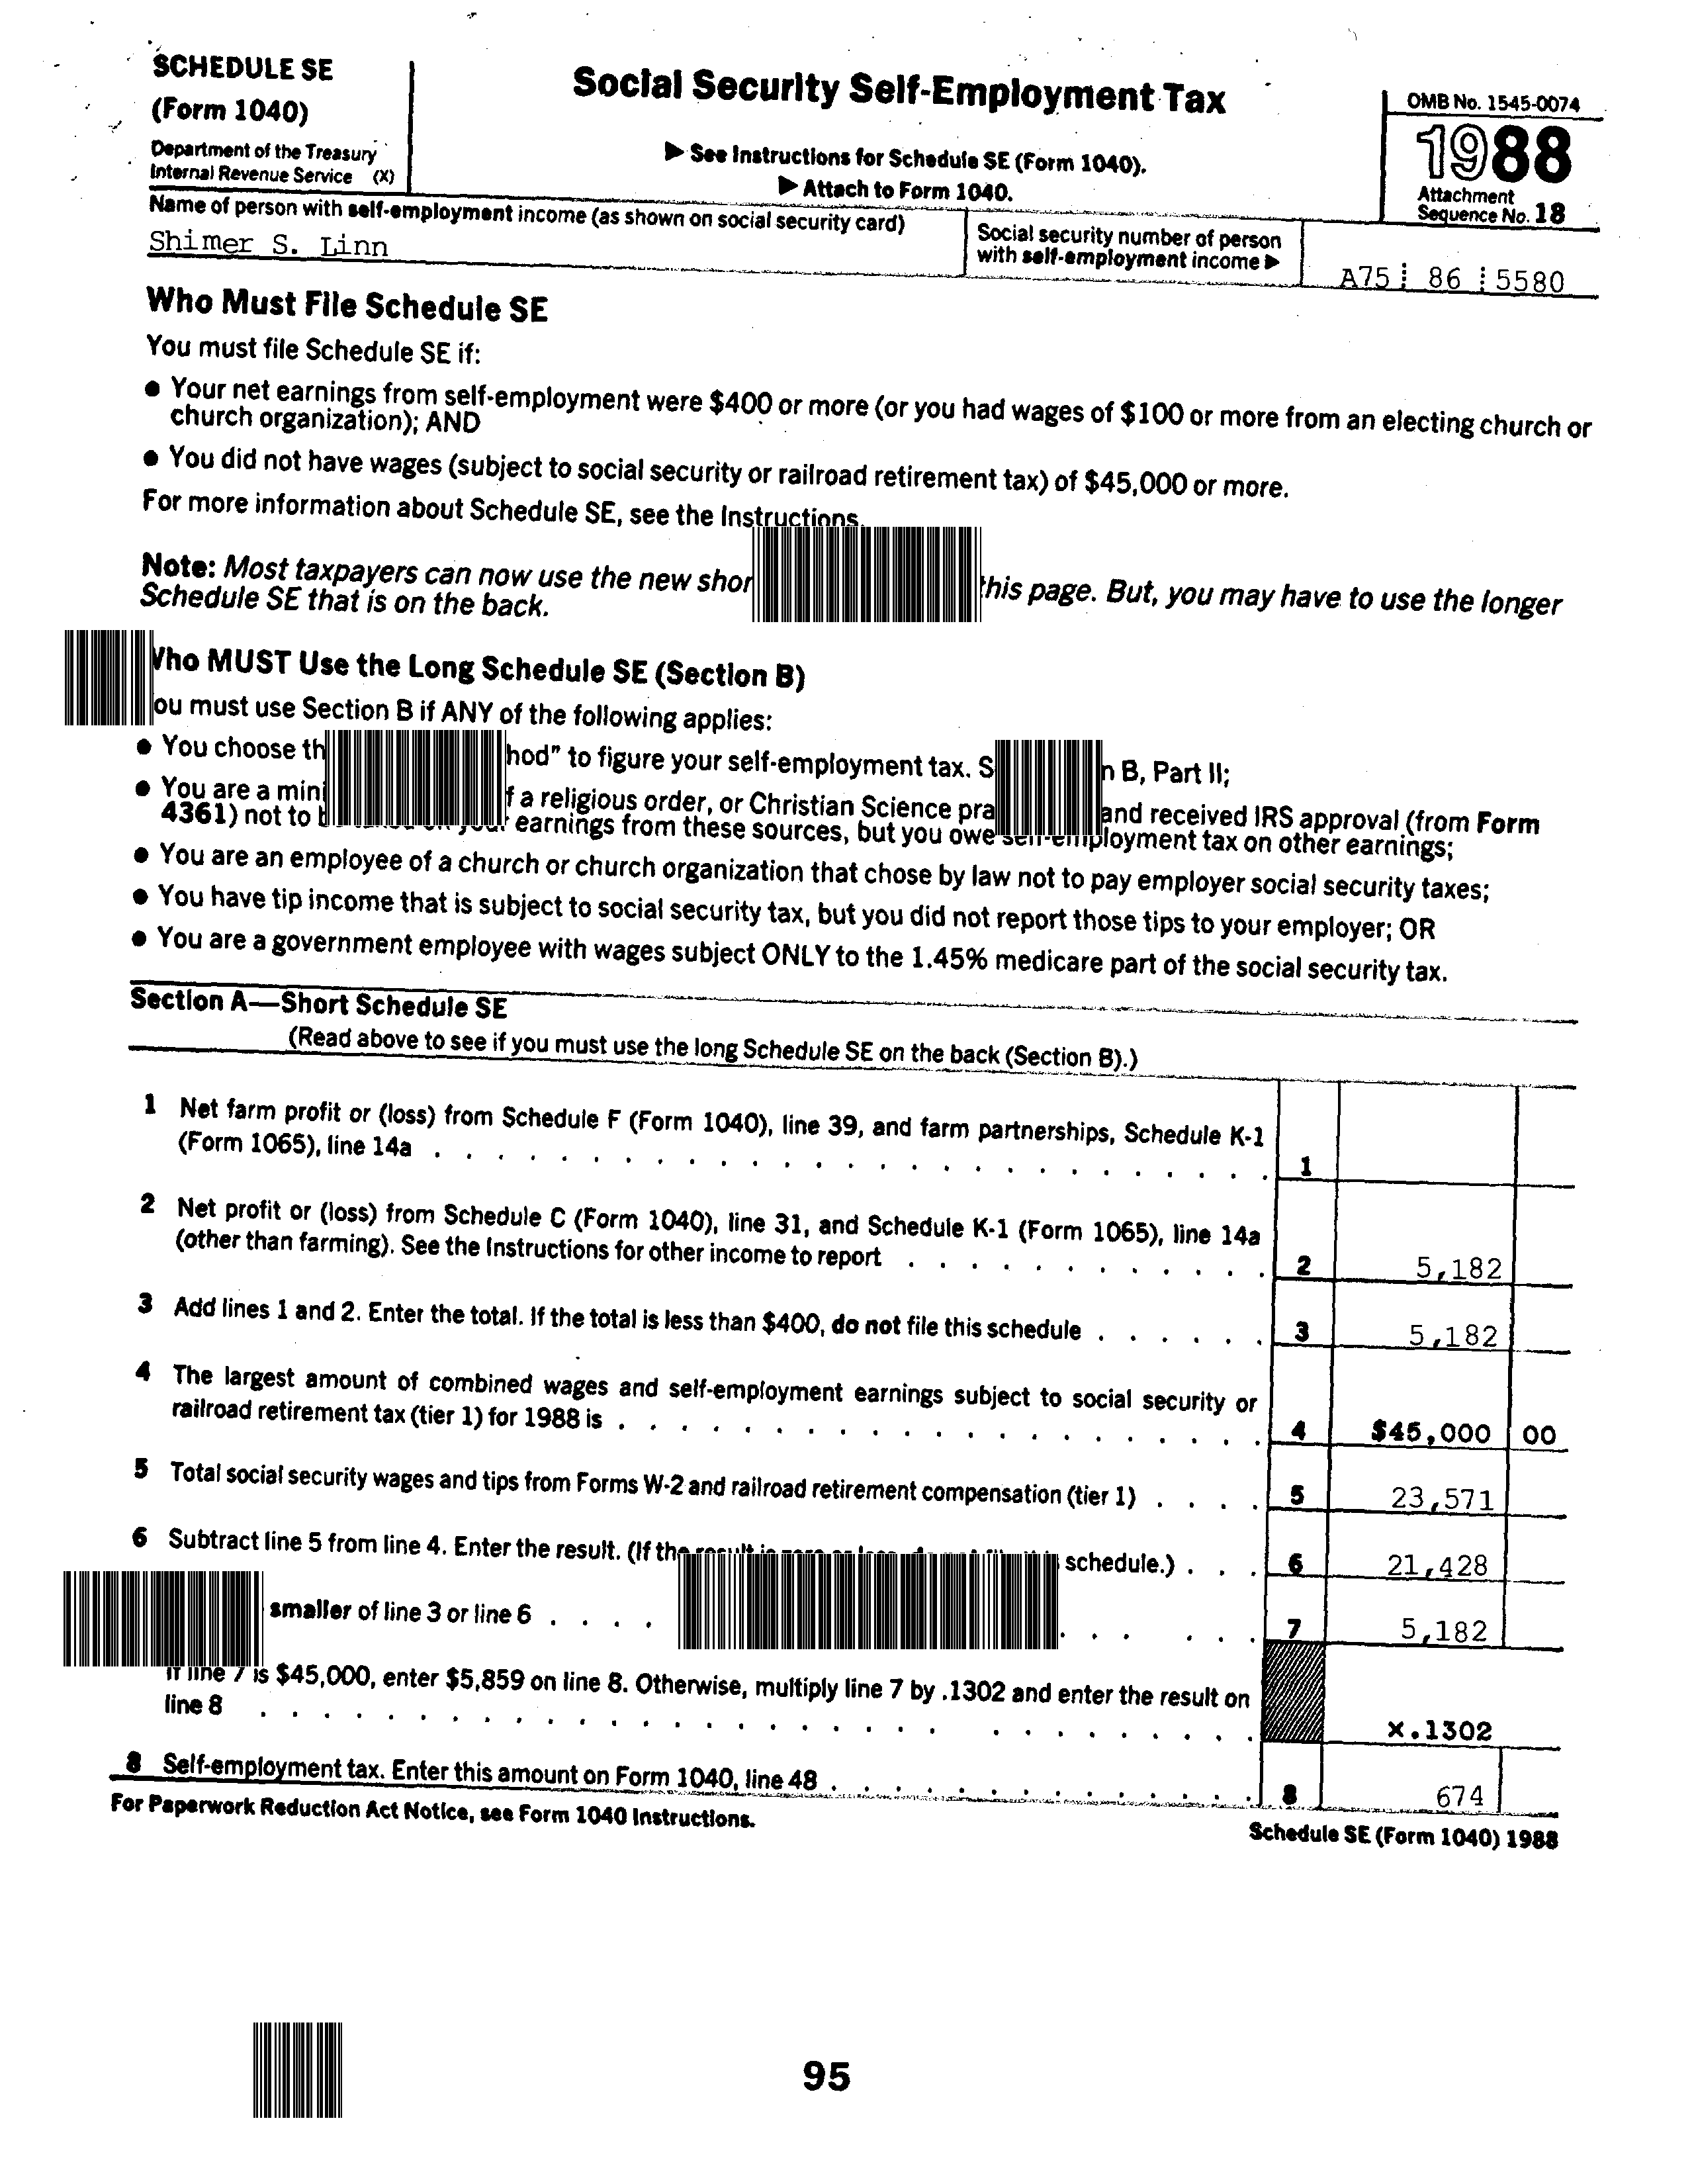 SCHEDULE SE
(Form 1040)
Department of the Treasury
Internal Revenue Service (X)
Social Security Self-Employment Tax
▶ See Instructions for Schedule SE (Form 1040).
▶ Attach to Form 1040.
OMB No. 1545-0074
1988
Attachment
Sequence No. 18
Name of person with self-employment income (as shown on social security card)
Shimer S. Linn
Social security number of person
with self-employment income ▶
A75 86 5580
Who Must File Schedule SE
You must file Schedule SE if:
● Your net earnings from self-employment were $400 or more (or you had wages of $100 or more from an electing church or
church organization); AND
● You did not have wages (subject to social security or railroad retirement tax) of $45,000 or more.
For more information about Schedule SE, see the Instructions.
Note: Most taxpayers can now use the new this page. But, you may have to use the longer
Schedule SE that is on the back.
Who MUST Use the Long Schedule SE (Section B)
You must use Section B if ANY of the following applies:
● You choose to figure your self-employment tax. B, Part II;
● You are a a religious order, or Christian Science and received IRS approval (from Form
4361) not to your earnings from these sources, but you owe self-employment tax on other earnings;
● You are an employee of a church or church organization that chose by law not to pay employer social security taxes;
● You have tip income that is subject to social security tax, but you did not report those tips to your employer; OR
● You are a government employee with wages subject ONLY to the 1.45% medicare part of the social security tax.
Section A—Short Schedule SE
(Read above to see if you must use the long Schedule SE on the back (Section B).)
1 Net farm profit or (loss) from Schedule F (Form 1040), line 39, and farm partnerships, Schedule K-1
(Form 1065), line 14a . . . . 1
2 Net profit or (loss) from Schedule C (Form 1040), line 31, and Schedule K-1 (Form 1065), line 14a
(other than farming). See the Instructions for other income to report . . . . 2 5,182
3 Add lines 1 and 2. Enter the total. If the total is less than $400, do not file this schedule . . . . 3 5,182
4 The largest amount of combined wages and self-employment earnings subject to social security or
railroad retirement tax (tier 1) for 1988 is . . . . 4 $45,000 00
5 Total social security wages and tips from Forms W-2 and railroad retirement compensation (tier 1) . . . . 5 23,571
6 Subtract line 5 from line 4. Enter the result. (If the schedule.) . . . 6 21,428
smaller of line 3 or line 6 . . . . 7 5,182
If line 7 is $45,000, enter $5,859 on line 8. Otherwise, multiply line 7 by .1302 and enter the result on
line 8 . . . . x.1302
8 Self-employment tax. Enter this amount on Form 1040, line 48 . . . . 8 674
For Paperwork Reduction Act Notice, see Form 1040 Instructions.
Schedule SE (Form 1040) 1988
95